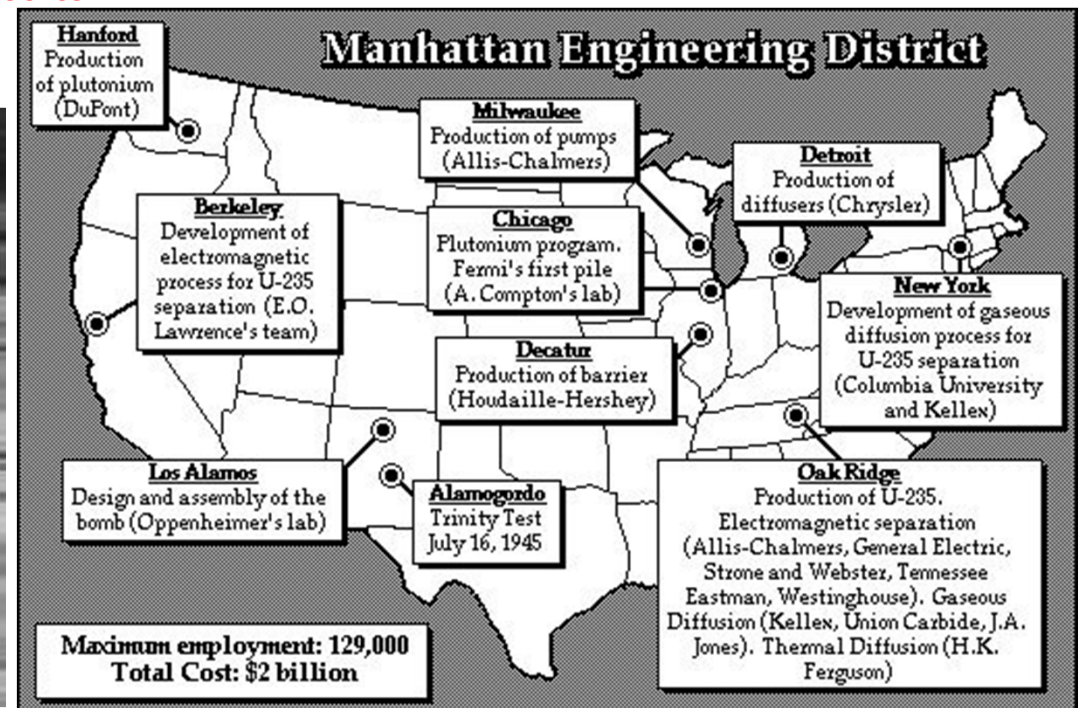 Manhattan Engineering District
Hanford
Production
of plutonium
(DuPont)
Milwaukee
Production of pumps
(Allis-Chalmers)
Detroit
Production of
diffusers (Chrysler)
Berkeley
Development of
electromagnetic
process for U-235
separation (E.O.
Lawrence's team)
Chicago
Plutonium program.
Fermi's first pile
(A. Compton's lab)
New York
Development of gaseous
diffusion process for
U-235 separation
(Columbia University
and Kellex)
Decatur
Production of barrier
(Houdaille-Hershey)
Los Alamos
Design and assembly of the
bomb (Oppenheimer's lab)
Alamogordo
Trinity Test
July 16, 1945
Oak Ridge
Production of U-235.
Electromagnetic separation
(Allis-Chalmers, General Electric,
Strone and Webster, Tennessee
Eastman, Westinghouse). Gaseous
Diffusion (Kellex, Union Carbide, J.A.
Jones). Thermal Diffusion (H.K.
Ferguson)
Maximum employment: 129,000
Total Cost: $2 billion